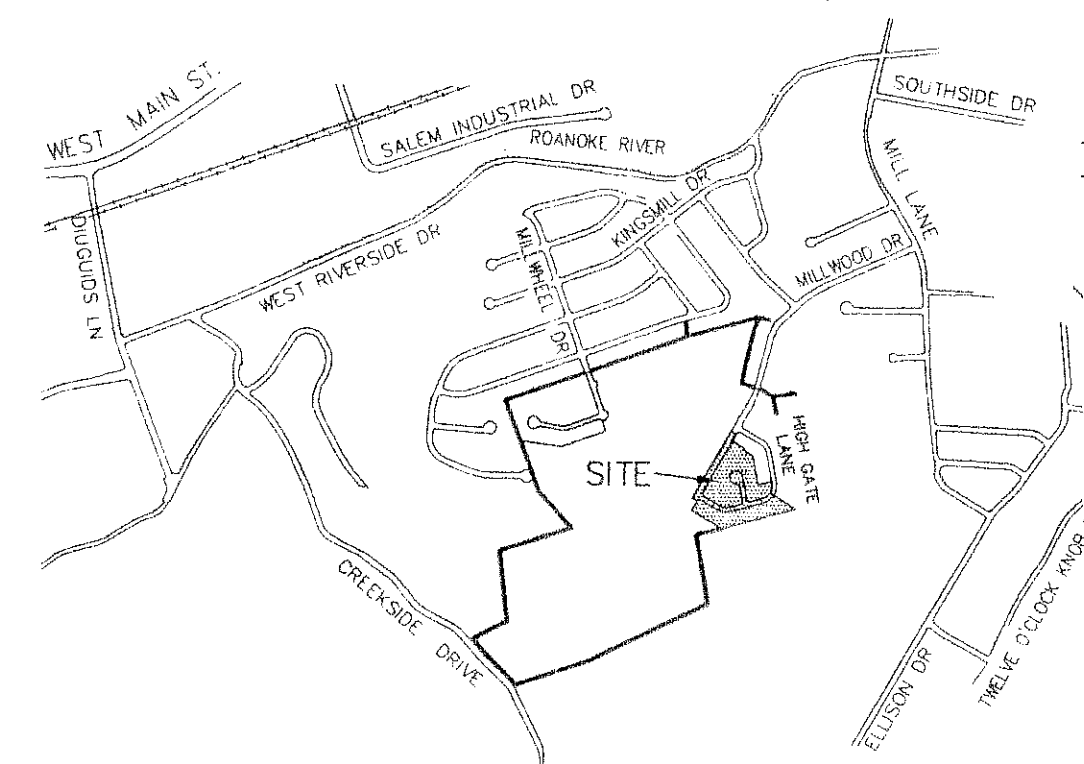 WEST MAIN ST.
SALEM INDUSTRIAL DR
SOUTHSIDE DR
ROANOKE RIVER
MILL LANE
DIUGUIDS LN
KINGSMILL DR
MILLWHEEL DR
WEST RIVERSIDE DR
MILLWOOD DR
HIGH GATE
LANE
SITE
CREEKSIDE DRIVE
ELLISON DR
TWELVE O'CLOCK KNOB